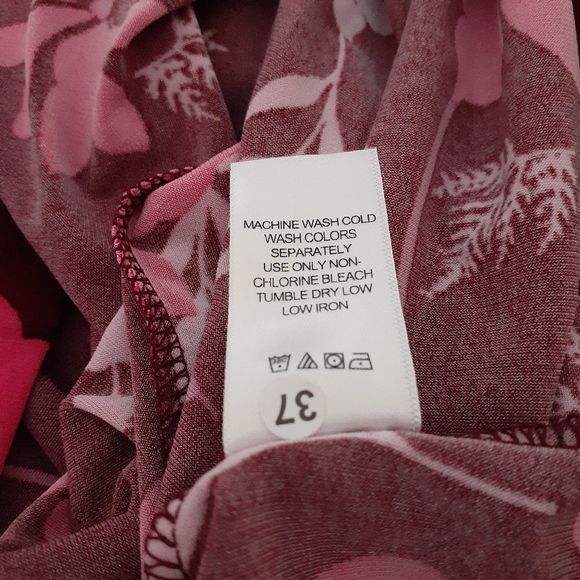 MACHINE WASH COLD
WASH COLORS
SEPARATELY
USE ONLY NON-
CHLORINE BLEACH
TUMBLE DRY LOW
LOW IRON
37